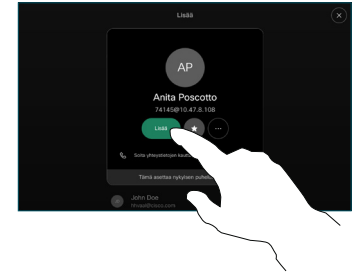 Lisää
AP
Anita Poscotto
74145@10.47.8.108
Lisää
Soita yhteystietojen kautta
Tämä asettaa nykyisen puhelun
John Doe